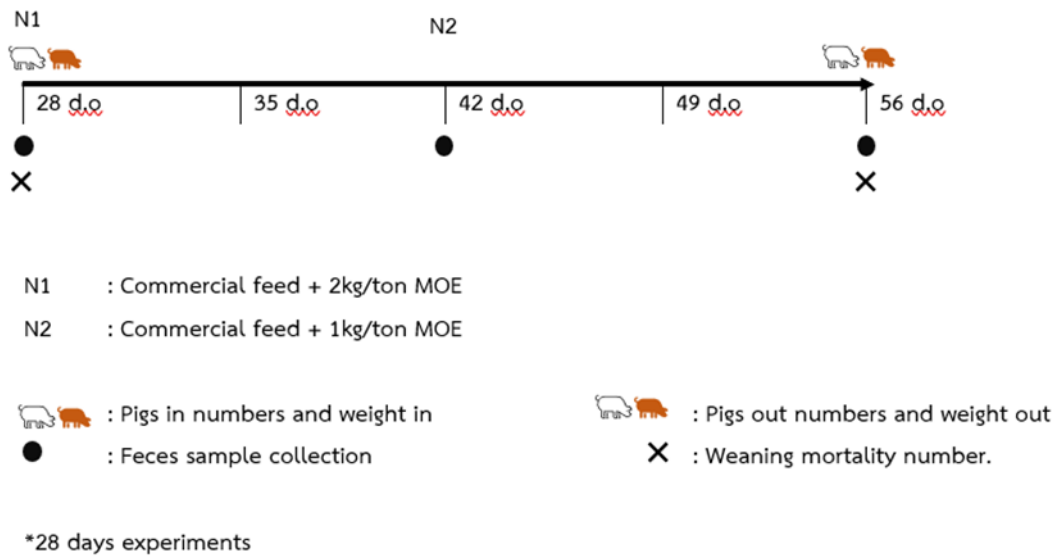 N1
N2
28 d.o
35 d.o
42 d.o
49 d.o
56 d.o
N1 : Commercial feed + 2kg/ton MOE
N2 : Commercial feed + 1kg/ton MOE
: Pigs in numbers and weight in
: Pigs out numbers and weight out
: Feces sample collection
: Weaning mortality number.
*28 days experiments